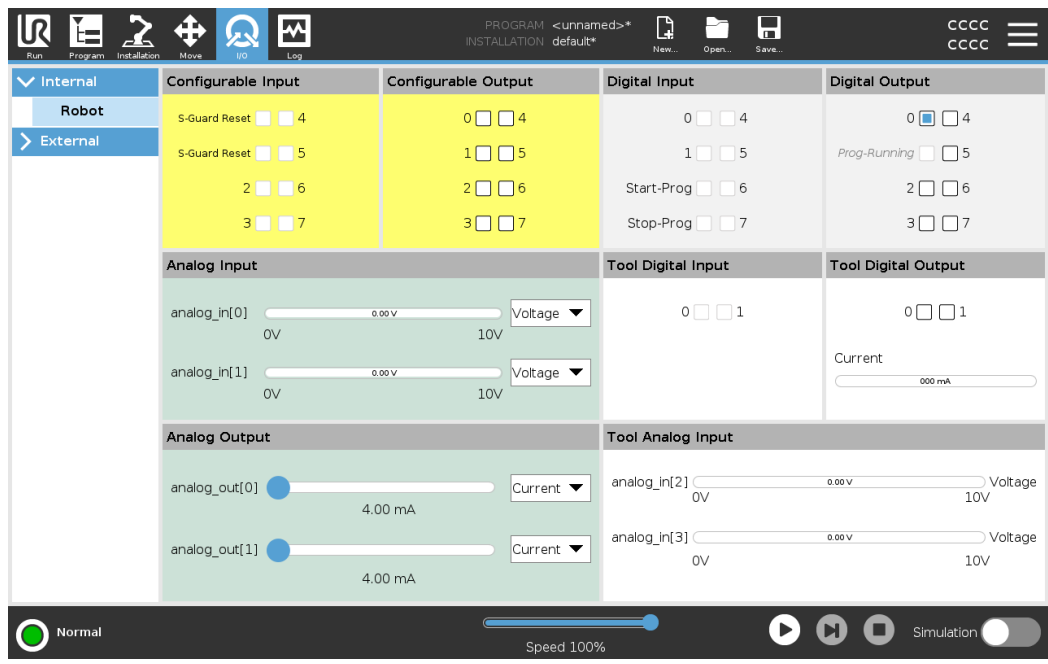 PROGRAM <unnamed>*
INSTALLATION default*
UR
Run
Program
Installation
Move
I/O
Log
New...
Open...
Save...
CCCC
CCCC
Internal
Robot
External
Configurable Input
S-Guard Reset 4
S-Guard Reset 5
2 6
3 7
Configurable Output
0 4
1 5
2 6
3 7
Digital Input
0 4
1 5
Start-Prog 6
Stop-Prog 7
Digital Output
0 4
Prog-Running 5
2 6
3 7
Analog Input
analog_in[0] 0.00 V Voltage
0V 10V
analog_in[1] 0.00 V Voltage
0V 10V
Tool Digital Input
0 1
Tool Digital Output
0 1
Current
000 mA
Analog Output
analog_out[0] Current
4.00 mA
analog_out[1] Current
4.00 mA
Tool Analog Input
analog_in[2] 0.00 V Voltage
0V 10V
analog_in[3] 0.00 V Voltage
0V 10V
Normal
Speed 100%
Simulation